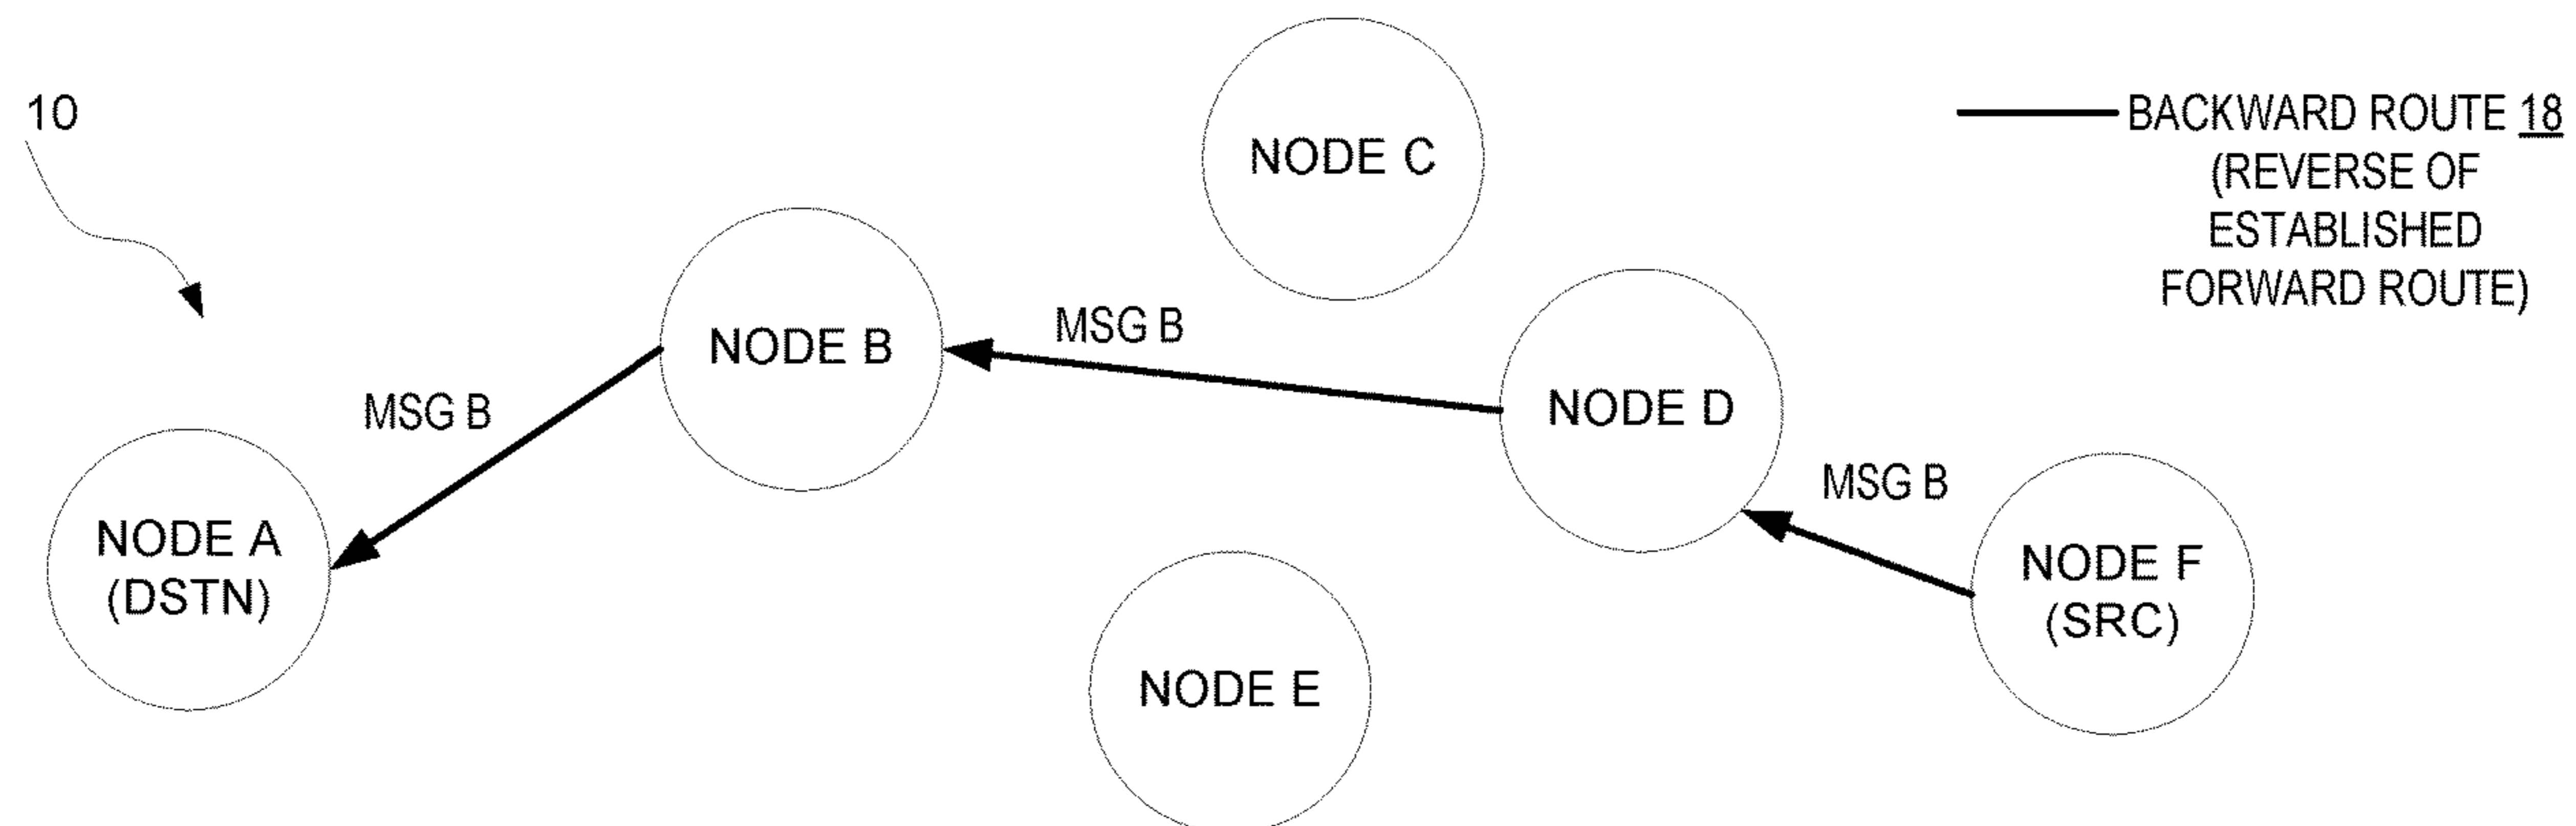 10
NODE C
BACKWARD ROUTE 18
(REVERSE OF
ESTABLISHED
FORWARD ROUTE)
NODE B
MSG B
MSG B
NODE D
MSG B
NODE A
(DSTN)
NODE F
(SRC)
NODE E